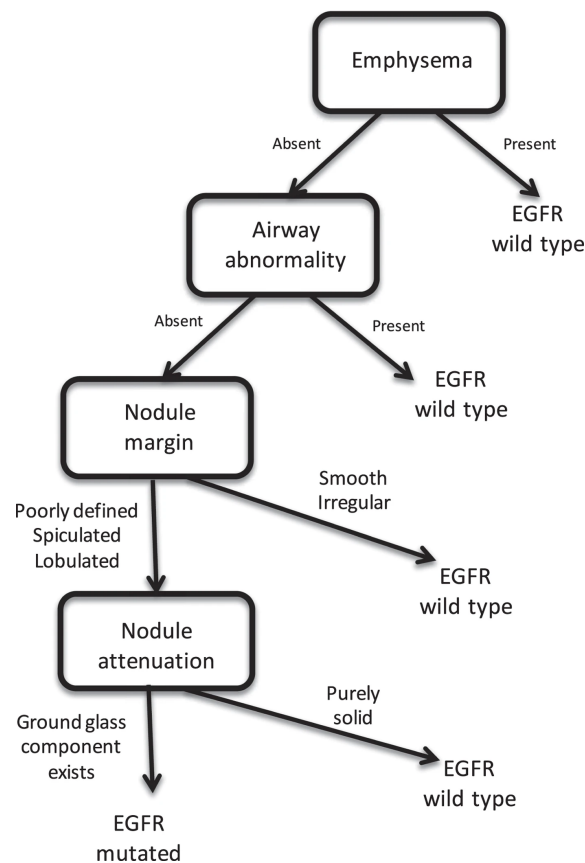 Emphysema
Absent
Present
EGFR
wild type
Airway
abnormality
Absent
Present
EGFR
wild type
Nodule
margin
Poorly defined
Spiculated
Lobulated
Smooth
Irregular
EGFR
wild type
Nodule
attenuation
Ground glass
component
exists
Purely
solid
EGFR
wild type
EGFR
mutated